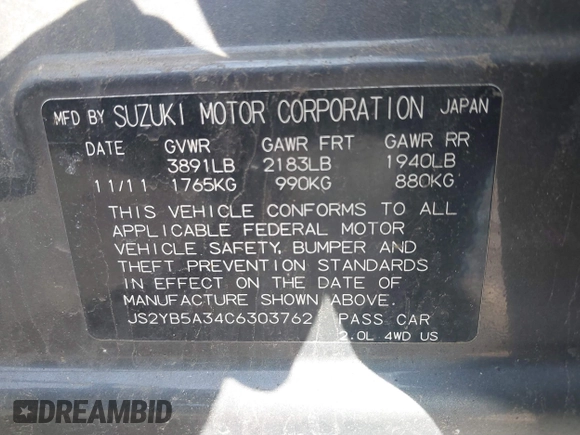 MFD BY SUZUKI MOTOR CORPORATION JAPAN
DATE GVWR GAWR FRT GAWR RR
3891LB 2183LB 1940LB
11/11 1765KG 990KG 880KG
THIS VEHICLE CONFORMS TO ALL
APPLICABLE FEDERAL MOTOR
VEHICLE SAFETY, BUMPER AND
THEFT PREVENTION STANDARDS
IN EFFECT ON THE DATE OF
MANUFACTURE SHOWN ABOVE.
JS2YB5A34C6303762 PASS CAR
2.0L 4WD US
DREAMBID